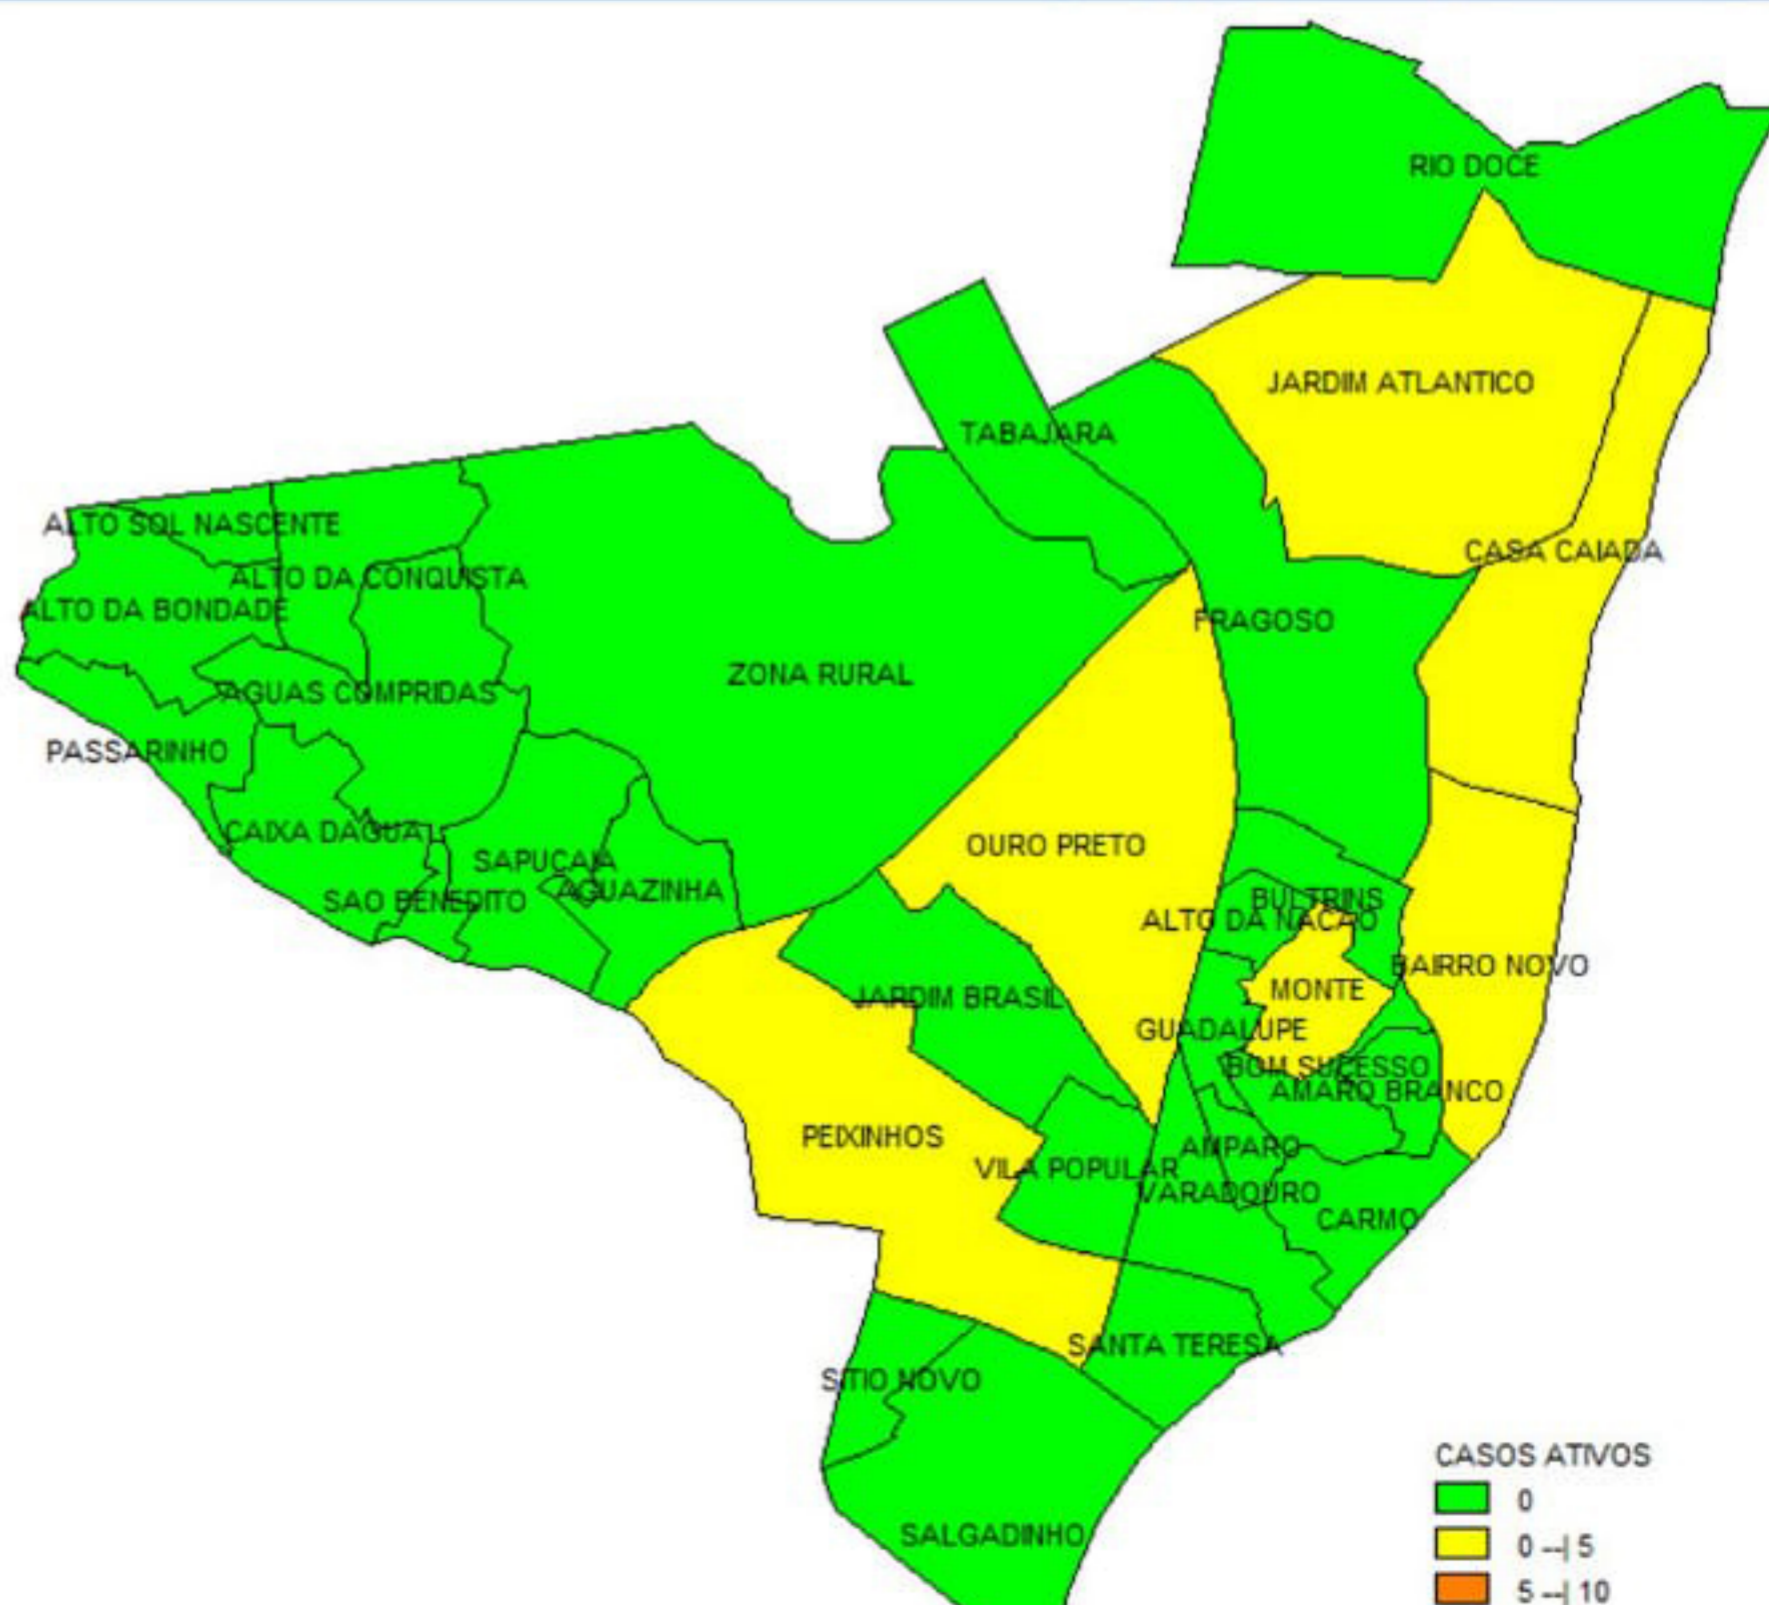 RIO DOCE
JARDIM ATLANTICO
TABAJARA
ALTO SOL NASCENTE
CASA CAIADA
ALTO DA CONQUISTA
ALTO DA BONDADE
FRAGOSO
ZONA RURAL
AGUAS COMPRIDAS
PASSARINHO
CAIXA DAGUA
OURO PRETO
SAPUCAIA
AGUAZINHA
SAO BENEDITO
BULTRINS
ALTO DA NACAO
BAIRRO NOVO
MONTE
JARDIM BRASIL
GUADALUPE
BOM SUCESSO
AMARO BRANCO
PEIXINHOS
AMPARO
VILA POPULAR
VARADOURO
CARMO
SANTA TERESA
SITIO NOVO
SALGADINHO
CASOS ATIVOS
0
0 --| 5
5 --| 10